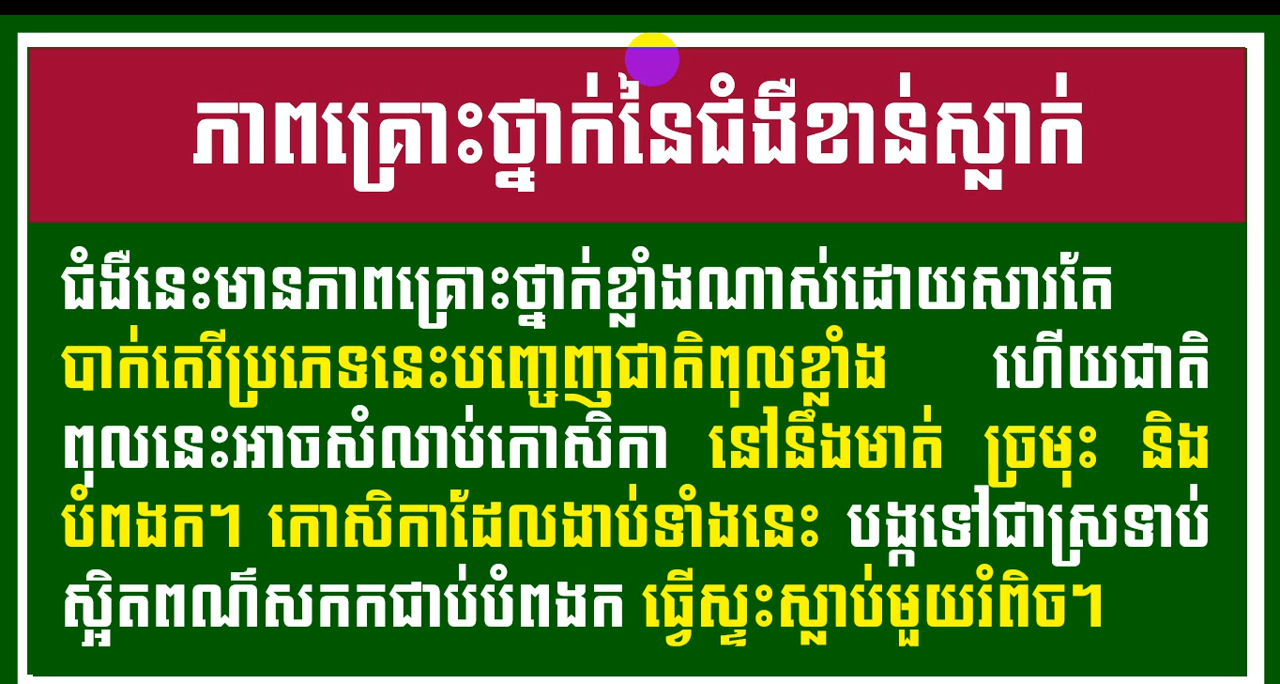 ភាពគ្រោះថ្នាក់នៃជំងឺខាន់ស្លាក់
ជំងឺនេះមានភាពគ្រោះថ្នាក់ខ្លាំងណាស់ដោយសារតែ
បាក់តេរីប្រភេទនេះបញ្ចេញជាតិពុលខ្លាំង ហើយជាតិ
ពុលនេះអាចសំលាប់កោសិកា នៅនឹងមាត់ ច្រមុះ និង
បំពងក។ កោសិកាដែលងាប់ទាំងនេះ បង្កទៅជាស្រទាប់
ស្អិតពណ៌សកកជាប់បំពងក ធ្វើស្ទះស្លាប់មួយរំពិច។